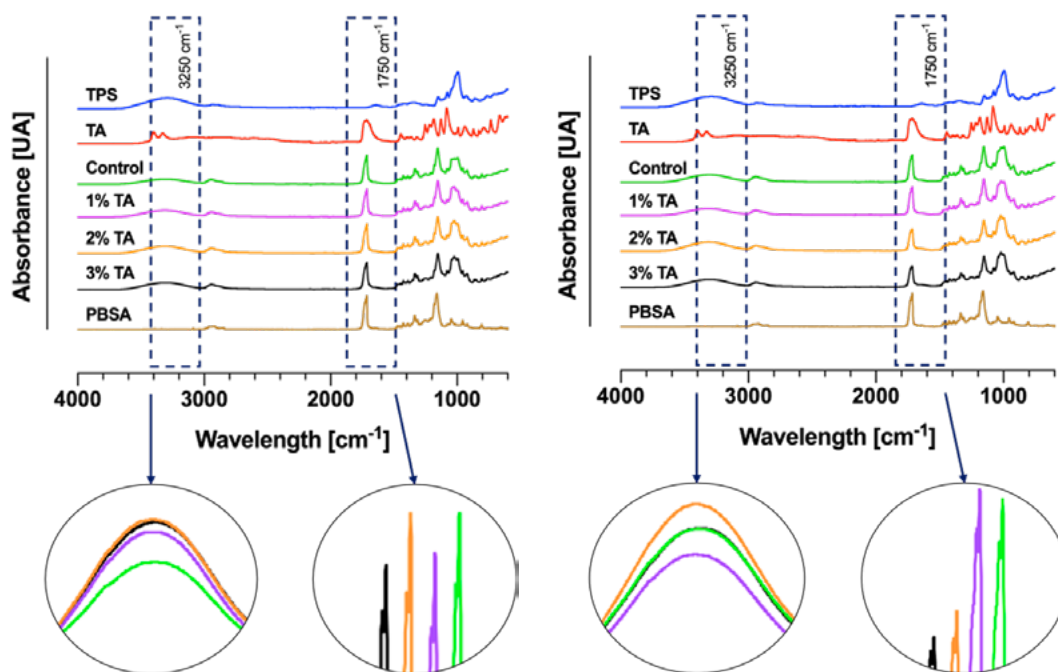 3250 cm⁻¹
1750 cm⁻¹
TPS
TA
Control
1% TA
2% TA
3% TA
PBSA
Absorbance [UA]
4000 3000 2000 1000
Wavelength [cm⁻¹]
3250 cm⁻¹
1750 cm⁻¹
TPS
TA
Control
1% TA
2% TA
3% TA
PBSA
Absorbance [UA]
4000 3000 2000 1000
Wavelength [cm⁻¹]